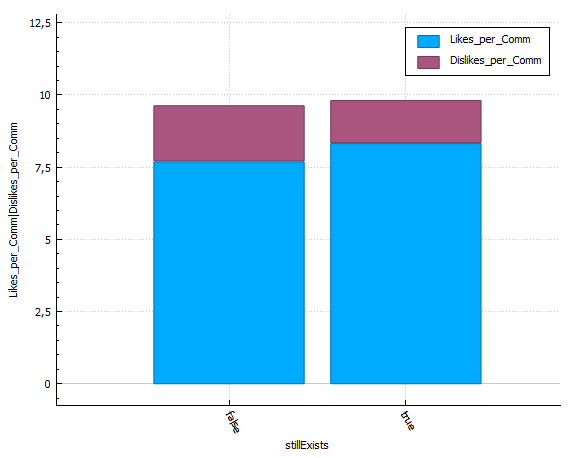 12,5
10
7,5
5
2,5
0
Likes_per_Comm|Dislikes_per_Comm
Likes_per_Comm
Dislikes_per_Comm
false
true
stillExists